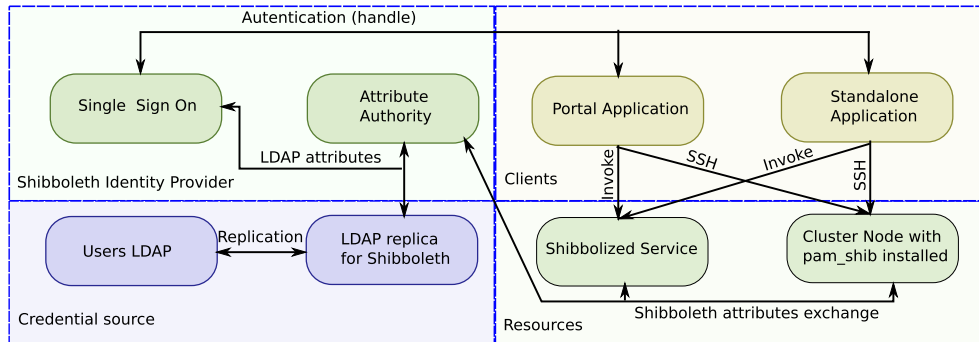 Autentication (handle)
Single Sign On
Attribute
Authority
LDAP attributes
Shibboleth Identity Provider
Portal Application
Standalone
Application
Invoke
SSH
Invoke
SSH
Clients
Users LDAP
Replication
LDAP replica
for Shibboleth
Credential source
Shibbolized Service
Cluster Node with
pam_shib installed
Shibboleth attributes exchange
Resources